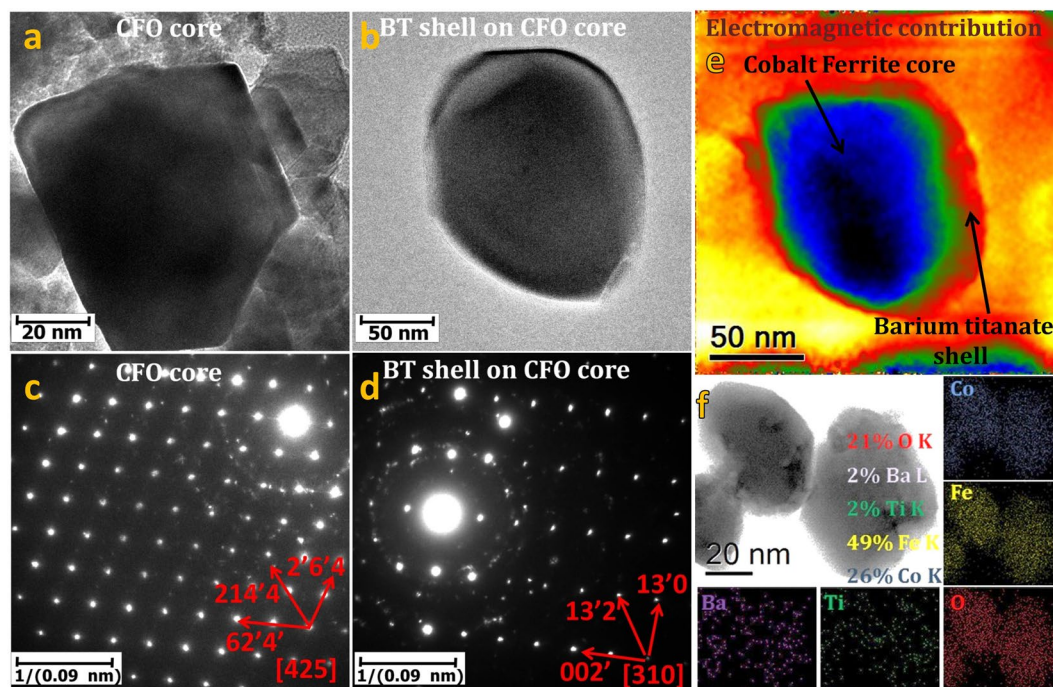 a
CFO core
20 nm
b
BT shell on CFO core
50 nm
c
CFO core
2'6'4
214'4
62'4'
[425]
1/(0.09 nm)
d
BT shell on CFO core
13'0
13'2
002'
[310]
1/(0.09 nm)
Electromagnetic contribution
e
Cobalt Ferrite core
Barium titanate
shell
50 nm
f
21% O K
2% Ba L
2% Ti K
49% Fe K
26% Co K
20 nm
Co
Fe
Ba
Ti
O